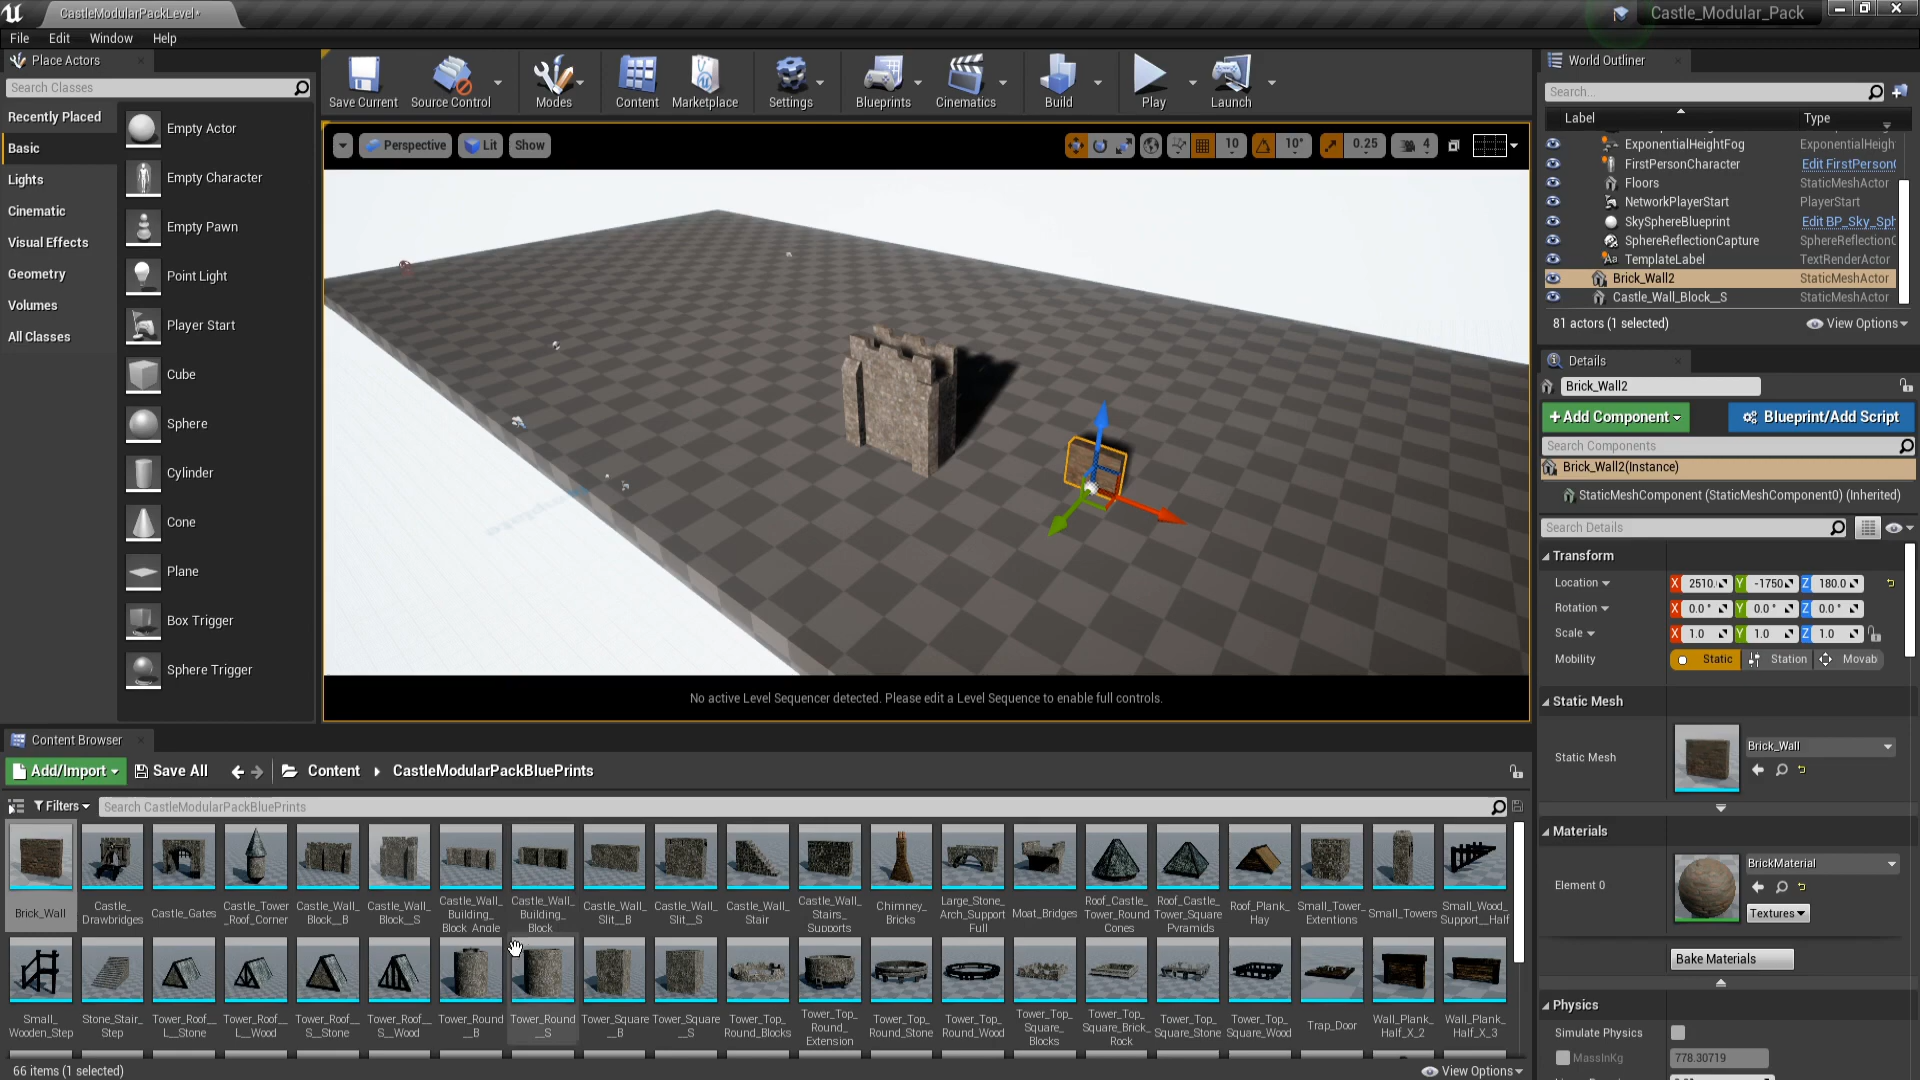 CastleModularPackLevel*
Castle_Modular_Pack
File Edit Window Help
Place Actors
Search Classes
Recently Placed
Basic
Lights
Cinematic
Visual Effects
Geometry
Volumes
All Classes
Empty Actor
Empty Character
Empty Pawn
Point Light
Player Start
Cube
Sphere
Cylinder
Cone
Plane
Box Trigger
Sphere Trigger
Save Current Source Control Modes Content Marketplace Settings Blueprints Cinematics Build Play Launch
Perspective Lit Show 10 10° 0.25 4
No active Level Sequencer detected. Please edit a Level Sequence to enable full controls.
World Outliner
Search...
Label Type
ExponentialHeightFog ExponentialHeigh
FirstPersonCharacter Edit FirstPerson
Floors StaticMeshActor
NetworkPlayerStart PlayerStart
SkySphereBlueprint Edit BP_Sky_Sph
SphereReflectionCapture SphereReflection
TemplateLabel TextRenderActor
Brick_Wall2 StaticMeshActor
Castle_Wall_Block__S StaticMeshActor
81 actors (1 selected) View Options
Details
Brick_Wall2
+Add Component Blueprint/Add Script
Search Components
Brick_Wall2(Instance)
StaticMeshComponent (StaticMeshComponent0) (Inherited)
Search Details
Transform
Location X 2510. Y -1750 Z 180.0
Rotation X 0.0 ° Y 0.0 ° Z 0.0 °
Scale X 1.0 Y 1.0 Z 1.0
Mobility Static Station Movab
Static Mesh
Static Mesh Brick_Wall
Materials
Element 0 BrickMaterial
Textures
Bake Materials
Physics
Simulate Physics
MassInKg 778.30719
Content Browser
Add/Import Save All Content CastleModularPackBluePrints
Filters Search CastleModularPackBluePrints
Brick_Wall
Castle_
Drawbridges
Castle_Gates
Castle_Tower
_Roof_Corner
Castle_Wall_
Block__B
Castle_Wall_
Block__S
Castle_Wall_
Building_
Block_Angle
Castle_Wall_
Building_
Block_
Castle_Wall_
Slit__B
Castle_Wall_
Slit__S
Castle_Wall_
Stair
Castle_Wall_
Stairs_
Supports
Chimney_
Bricks
Large_Stone_
Arch_Support
Full
Moat_Bridges
Roof_Castle_
Tower_Round
Cones
Roof_Castle_
Tower_Square
Pyramids
Roof_Plank_
Hay
Small_Tower_
Extentions
Small_Towers
Small_Wood_
Support__Half
Small_
Wooden_Step
Stone_Stair_
Step
Tower_Roof__
L__Stone
Tower_Roof__
L__Wood
Tower_Roof__
S__Stone
Tower_Roof__
S__Wood
Tower_Round
__B
Tower_Round
__S
Tower_Square
__B
Tower_Square
__S
Tower_Top_
Round_Blocks
Tower_Top_
Round_
Extension
Tower_Top_
Round_Stone
Tower_Top_
Round_Wood
Tower_Top_
Square_
Blocks
Tower_Top_
Square_Brick_
Rock
Tower_Top_
Square_Stone
Tower_Top_
Square_Wood
Trap_Door
Wall_Plank_
Half_X_2
Wall_Plank_
Half_X_3
66 items (1 selected) View Options